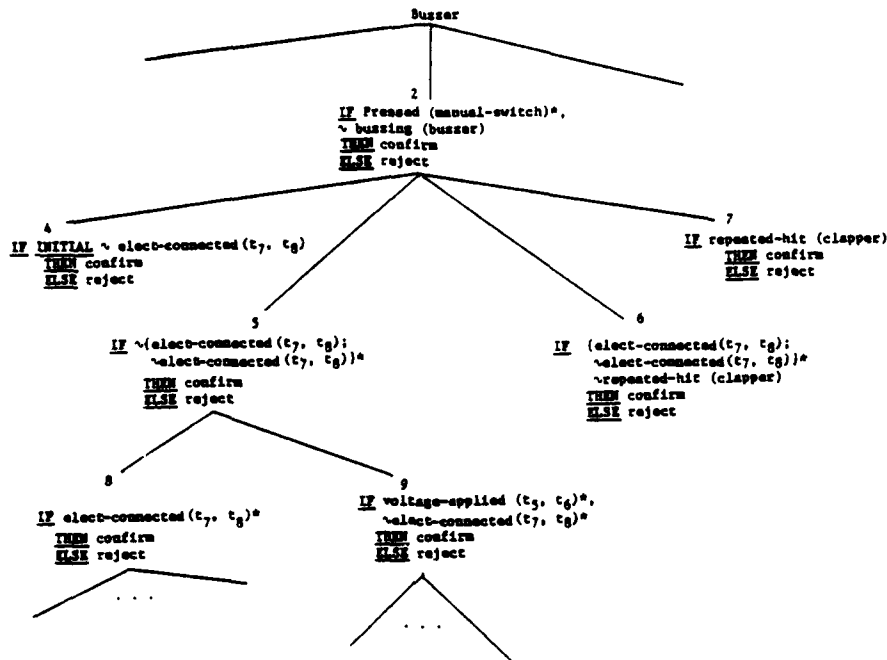 Buzzer
2
IF Pressed (manual-switch)*,
~ buzzing (buzzer)
THEN confirm
ELSE reject
4
IF INITIAL ~ elect-connected(t7, t8)
THEN confirm
ELSE reject
7
IF repeated-hit (clapper)
THEN confirm
ELSE reject
5
IF ~{elect-connected(t7, t8);
~elect-connected(t7, t8)}*
THEN confirm
ELSE reject
6
IF {elect-connected(t7, t8);
~elect-connected(t7, t8)}*
~repeated-hit (clapper)
THEN confirm
ELSE reject
8
IF elect-connected(t7, t8)*
THEN confirm
ELSE reject
. . .
9
IF voltage-applied (t5, t6)*,
~elect-connected(t7, t8)*
THEN confirm
ELSE reject
. . .